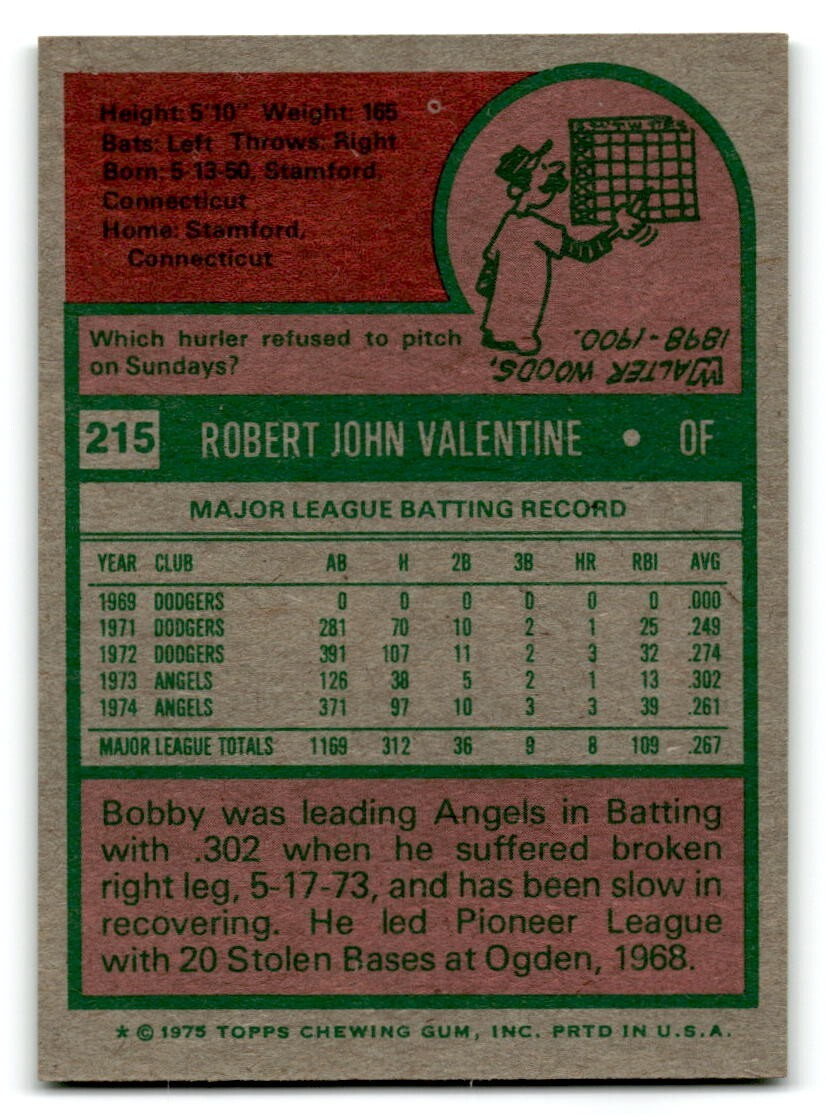 Height: 5'10" Weight: 165
Bats: Left Throws: Right
Born: 5-13-50, Stamford,
Connecticut
Home: Stamford,
Connecticut
Which hurler refused to pitch
on Sundays?
WALTER WOODS,
1898-1900.
215 ROBERT JOHN VALENTINE • OF
MAJOR LEAGUE BATTING RECORD
YEAR CLUB AB H 2B 3B HR RBI AVG
1969 DODGERS 0 0 0 0 0 0 .000
1971 DODGERS 281 70 10 2 1 25 .249
1972 DODGERS 391 107 11 2 3 32 .274
1973 ANGELS 126 38 5 2 1 13 .302
1974 ANGELS 371 97 10 3 3 39 .261
MAJOR LEAGUE TOTALS 1169 312 36 9 8 109 .267
Bobby was leading Angels in Batting
with .302 when he suffered broken
right leg, 5-17-73, and has been slow in
recovering. He led Pioneer League
with 20 Stolen Bases at Ogden, 1968.
* © 1975 TOPPS CHEWING GUM, INC. PRTD IN U.S.A.